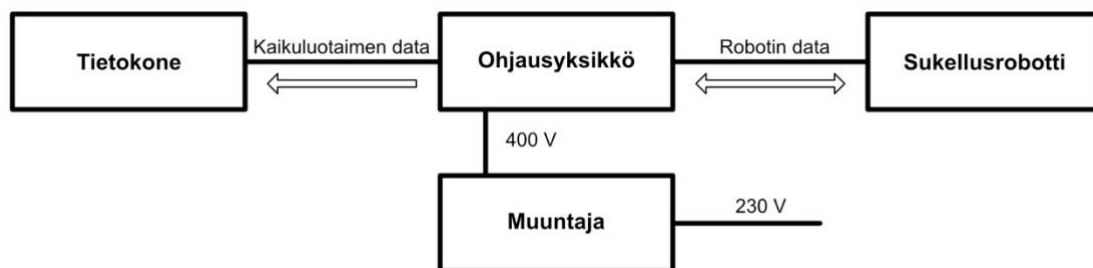 Tietokone
Kaikuluotaimen data
Ohjausyksikkö
Robotin data
Sukellusrobotti
400 V
Muuntaja
230 V